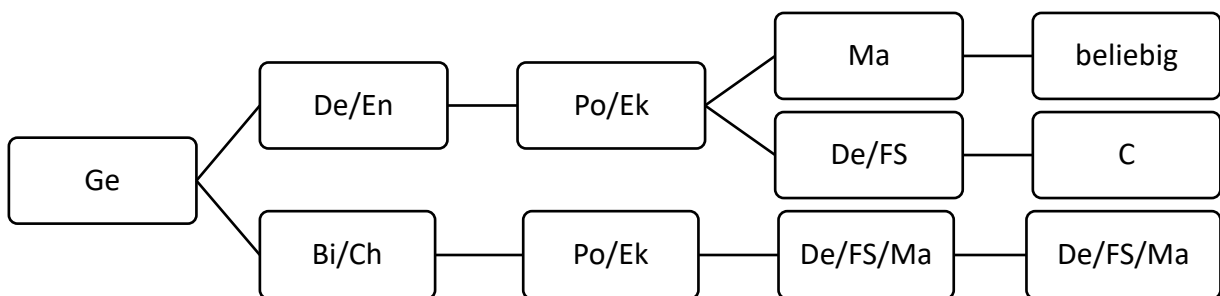 Ge
De/En
Po/Ek
Ma
beliebig
De/FS
C
Bi/Ch
Po/Ek
De/FS/Ma
De/FS/Ma